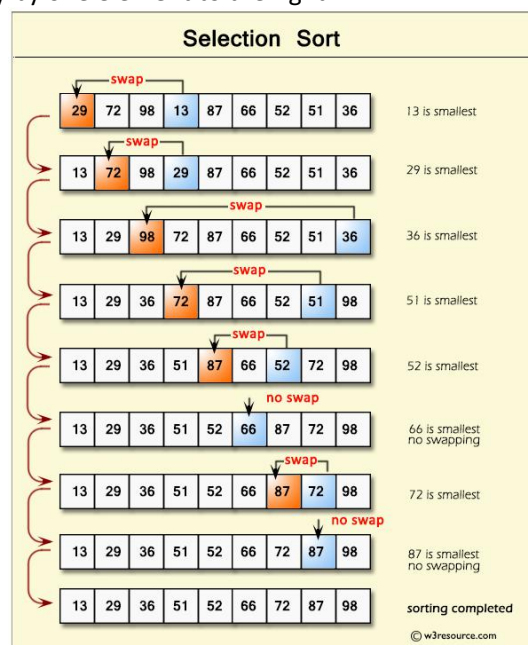 by one element to the right
Selection Sort
swap
29 72 98 13 87 66 52 51 36
13 is smallest
swap
13 72 98 29 87 66 52 51 36
29 is smallest
swap
13 29 98 72 87 66 52 51 36
36 is smallest
swap
13 29 36 72 87 66 52 51 98
51 is smallest
swap
13 29 36 51 87 66 52 72 98
52 is smallest
no swap
13 29 36 51 52 66 87 72 98
66 is smallest
no swapping
swap
13 29 36 51 52 66 87 72 98
72 is smallest
no swap
13 29 36 51 52 66 72 87 98
87 is smallest
no swapping
13 29 36 51 52 66 72 87 98
sorting completed
© w3resource.com